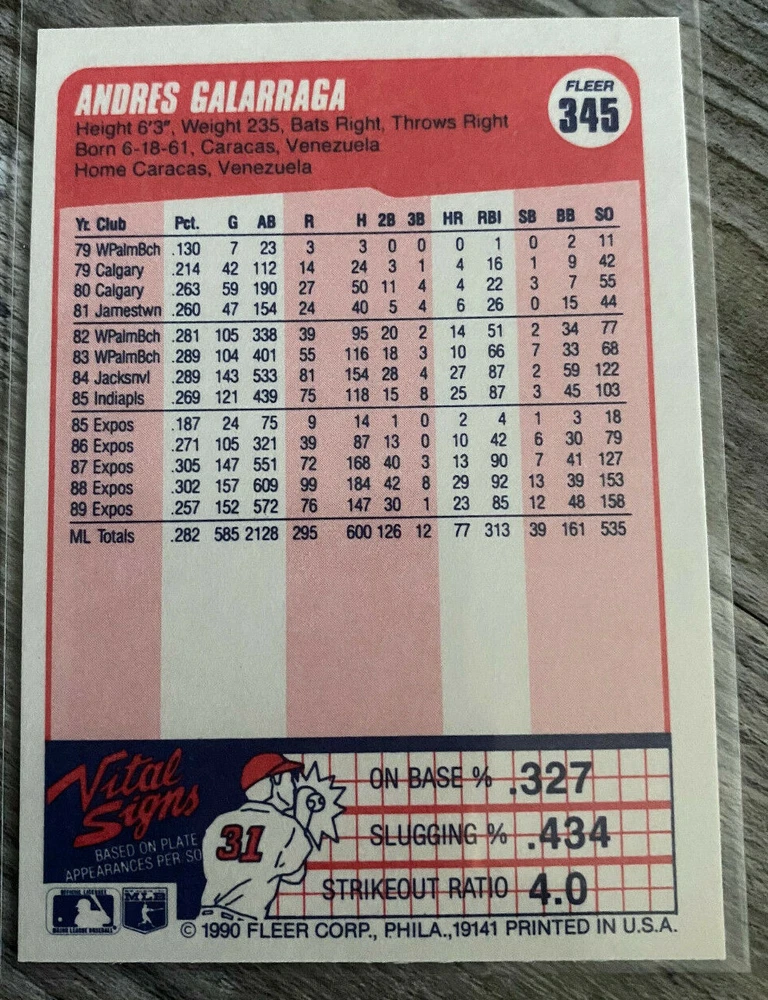 ANDRES GALARRAGA
FLEER
345
Height 6'3", Weight 235, Bats Right, Throws Right
Born 6-18-61, Caracas, Venezuela
Home Caracas, Venezuela
Yr. Club Pct. G AB R H 2B 3B HR RBI SB BB SO
79 WPalmBch .130 7 23 3 3 0 0 0 1 0 2 11
79 Calgary .214 42 112 14 24 3 1 4 16 1 9 42
80 Calgary .263 59 190 27 50 11 4 4 22 3 7 55
81 Jamestwn .260 47 154 24 40 5 4 6 26 0 15 44
82 WPalmBch .281 105 338 39 95 20 2 14 51 2 34 77
83 WPalmBch .289 104 401 55 116 18 3 10 66 7 33 68
84 Jacksnvl .289 143 533 81 154 28 4 27 87 2 59 122
85 Indiapls .269 121 439 75 118 15 8 25 87 3 45 103
85 Expos .187 24 75 9 14 1 0 2 4 1 3 18
86 Expos .271 105 321 39 87 13 0 10 42 6 30 79
87 Expos .305 147 551 72 168 40 3 13 90 7 41 127
88 Expos .302 157 609 99 184 42 8 29 92 13 39 153
89 Expos .257 152 572 76 147 30 1 23 85 12 48 158
ML Totals .282 585 2128 295 600 126 12 77 313 39 161 535
Vital
Signs
BASED ON PLATE
APPEARANCES PER SO
31
ON BASE % .327
SLUGGING % .434
STRIKEOUT RATIO 4.0
OFFICIAL LICENSEE
MAJOR LEAGUE BASEBALL
MLB
© 1990 FLEER CORP., PHILA.,19141 PRINTED IN U.S.A.